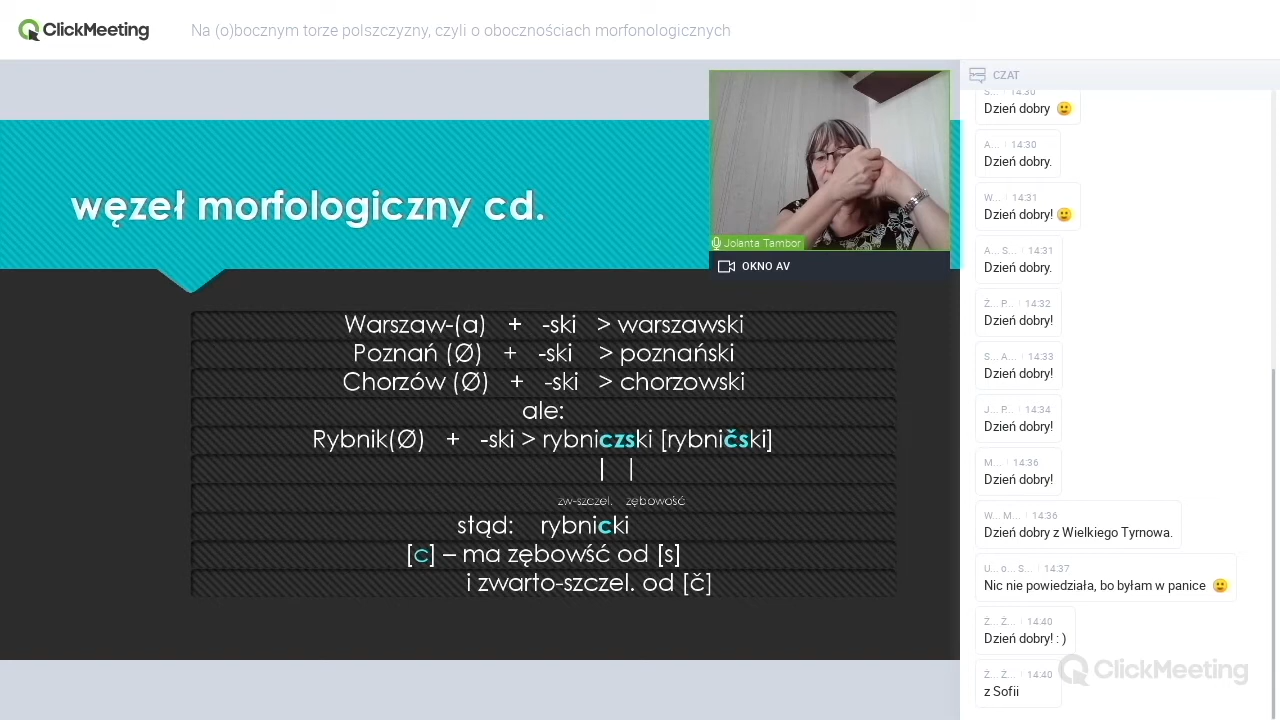 ClickMeeting
Na (o)bocznym torze polszczyzny, czyli o obocznościach morfonologicznych
węzeł morfologiczny cd.
Jolanta Tambor
OKNO AV
Warszaw-(a) + -ski > warszawski
Poznań (Ø) + -ski > poznański
Chorzów (Ø) + -ski > chorzowski
ale:
Rybnik(Ø) + -ski > rybniczski [rybničski]
| |
zw-szczel. zębowość
stąd: rybnicki
[c] – ma zębowść od [s]
i zwarto-szczel. od [č]
CZAT
S... 14:30
Dzień dobry 🙂
A... 14:30
Dzień dobry.
W... 14:31
Dzień dobry! 🙂
A... S... 14:31
Dzień dobry.
Ż... P... 14:32
Dzień dobry!
S... A... 14:33
Dzień dobry!
J... P... 14:34
Dzień dobry!
M... 14:36
Dzień dobry!
W... M... 14:36
Dzień dobry z Wielkiego Tyrnowa.
U... o... S... 14:37
Nic nie powiedziała, bo byłam w panice 🙂
Ż... Ż... 14:40
Dzień dobry! : )
Ż... Ż... 14:40
z Sofii
ClickMeeting